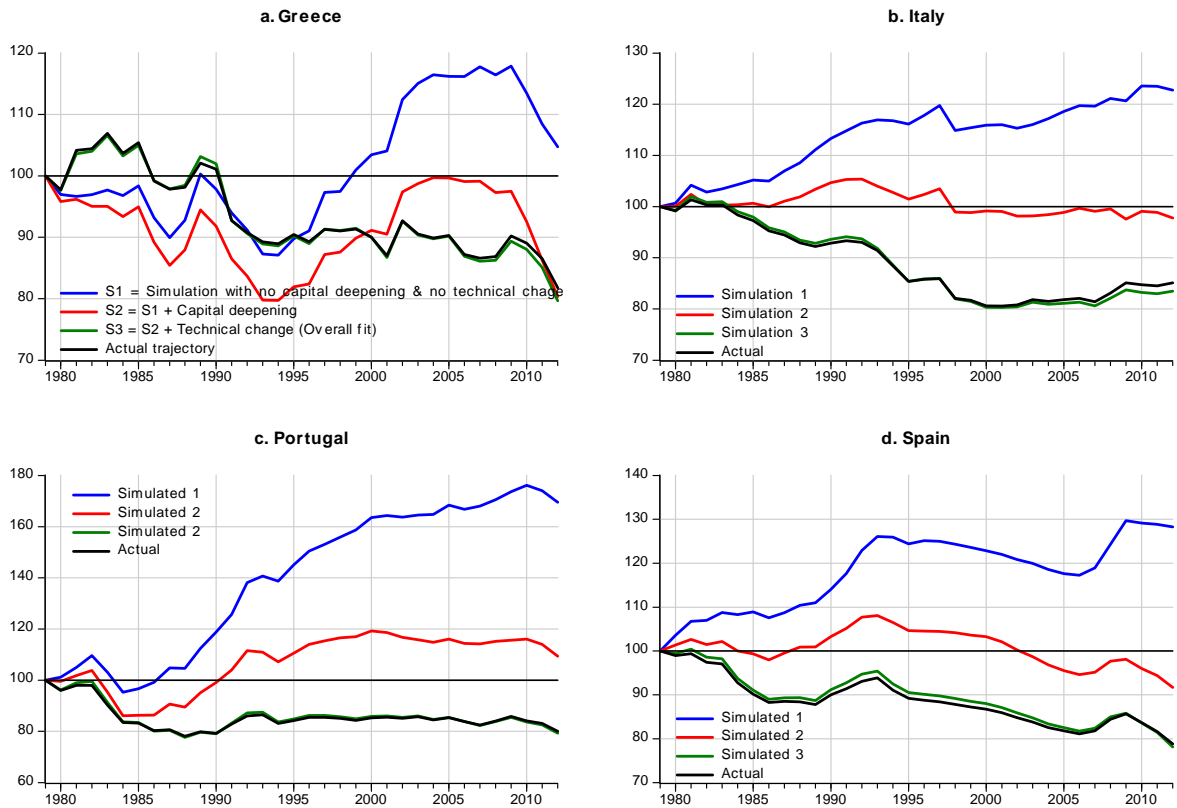 a. Greece
120
110
100
90
80
70
S1 = Simulation with no capital deepening & no technical chage
S2 = S1 + Capital deepening
S3 = S2 + Technical change (Overall fit)
Actual trajectory
1980 1985 1990 1995 2000 2005 2010
b. Italy
130
120
110
100
90
80
70
Simulation 1
Simulation 2
Simulation 3
Actual
1980 1985 1990 1995 2000 2005 2010
c. Portugal
180
160
140
120
100
80
60
Simulated 1
Simulated 2
Simulated 2
Actual
1980 1985 1990 1995 2000 2005 2010
d. Spain
140
130
120
110
100
90
80
70
Simulated 1
Simulated 2
Simulated 3
Actual
1980 1985 1990 1995 2000 2005 2010